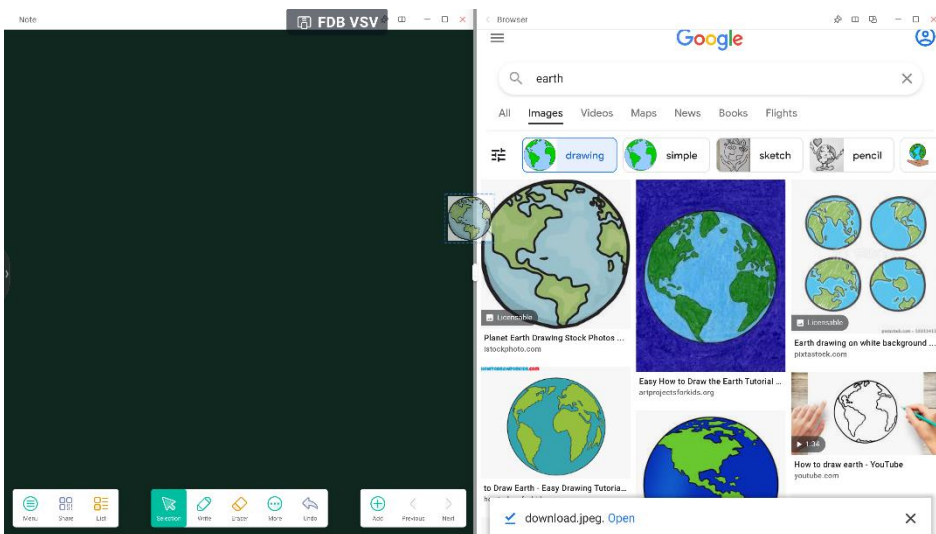 Note
FDB VSV
Browser
Google
earth
All Images Videos Maps News Books Flights
drawing simple sketch pencil
Licensable
Planet Earth Drawing Stock Photos ...
istockphoto.com
Easy How to Draw the Earth Tutorial ...
artprojectsforkids.org
Licensable
Earth drawing on white background ...
pixtastock.com
to Draw Earth - Easy Drawing Tutoria...
1:34
How to draw earth - YouTube
youtube.com
download.jpeg. Open
Menu Share List Selection Write Eraser More Undo Add Previous Next